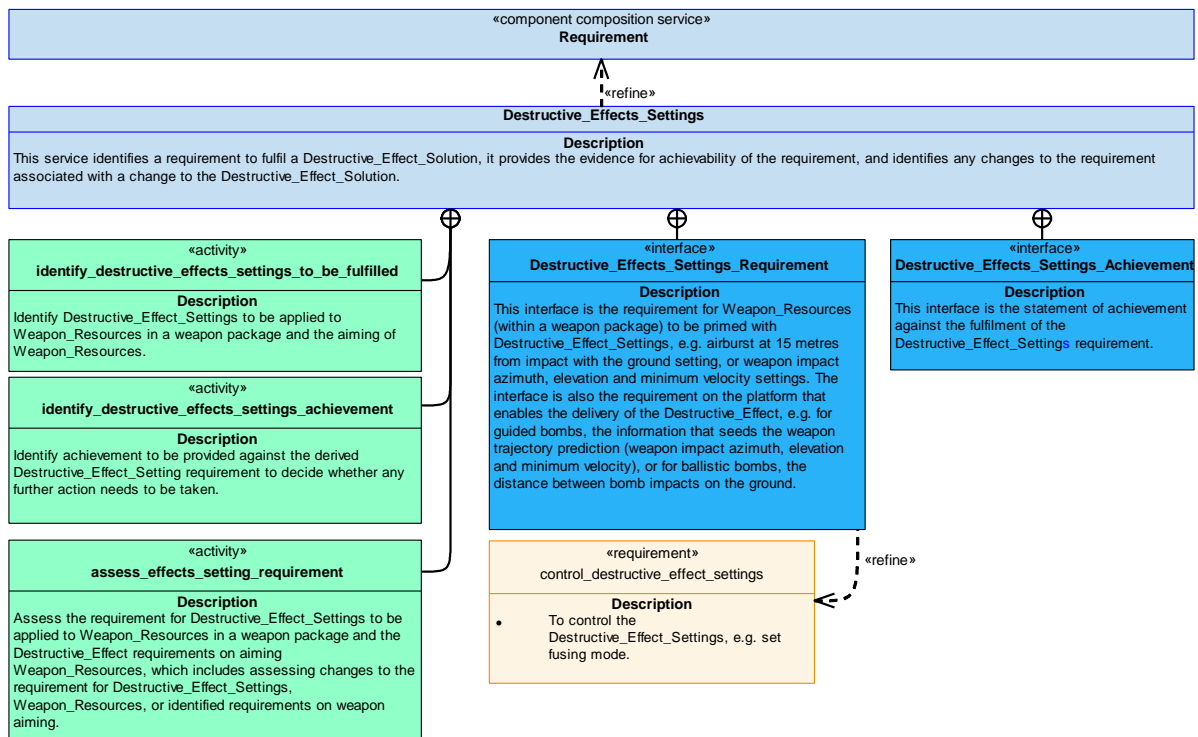 «component composition service»
Requirement
«refine»
Destructive_Effects_Settings
Description
This service identifies a requirement to fulfil a Destructive_Effect_Solution, it provides the evidence for achievability of the requirement, and identifies any changes to the requirement
associated with a change to the Destructive_Effect_Solution.
«activity»
identify_destructive_effects_settings_to_be_fulfilled
Description
Identify Destructive_Effect_Settings to be applied to
Weapon_Resources in a weapon package and the aiming of
Weapon_Resources.
«activity»
identify_destructive_effects_settings_achievement
Description
Identify achievement to be provided against the derived
Destructive_Effect_Setting requirement to decide whether any
further action needs to be taken.
«activity»
assess_effects_setting_requirement
Description
Assess the requirement for Destructive_Effect_Settings to be
applied to Weapon_Resources in a weapon package and the
Destructive_Effect requirements on aiming
Weapon_Resources, which includes assessing changes to the
requirement for Destructive_Effect_Settings,
Weapon_Resources, or identified requirements on weapon
aiming.
«interface»
Destructive_Effects_Settings_Requirement
Description
This interface is the requirement for Weapon_Resources
(within a weapon package) to be primed with
Destructive_Effect_Settings, e.g. airburst at 15 metres
from impact with the ground setting, or weapon impact
azimuth, elevation and minimum velocity settings. The
interface is also the requirement on the platform that
enables the delivery of the Destructive_Effect, e.g. for
guided bombs, the information that seeds the weapon
trajectory prediction (weapon impact azimuth, elevation
and minimum velocity), or for ballistic bombs, the
distance between bomb impacts on the ground.
«refine»
«requirement»
control_destructive_effect_settings
Description
• To control the
Destructive_Effect_Settings, e.g. set
fusing mode.
«interface»
Destructive_Effects_Settings_Achievement
Description
This interface is the statement of achievement
against the fulfilment of the
Destructive_Effect_Settings requirement.